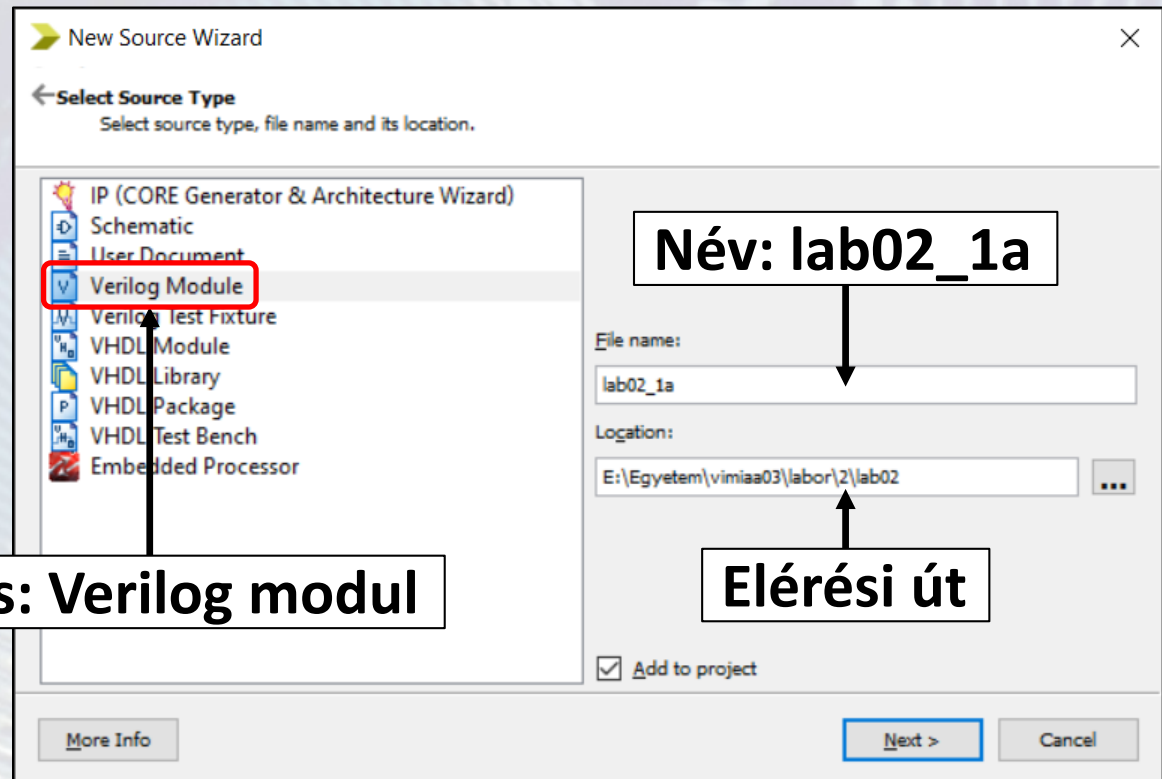 New Source Wizard
Select Source Type
Select source type, file name and its location.
IP (CORE Generator & Architecture Wizard)
Schematic
User Document
Verilog Module
Verilog Test Fixture
VHDL Module
VHDL Library
VHDL Package
VHDL Test Bench
Embedded Processor
Név: lab02_1a
File name:
lab02_1a
Location:
E:\Egyetem\vimiaa03\labor\2\lab02
...
s: Verilog modul
Elérési út
Add to project
More Info
Next >
Cancel